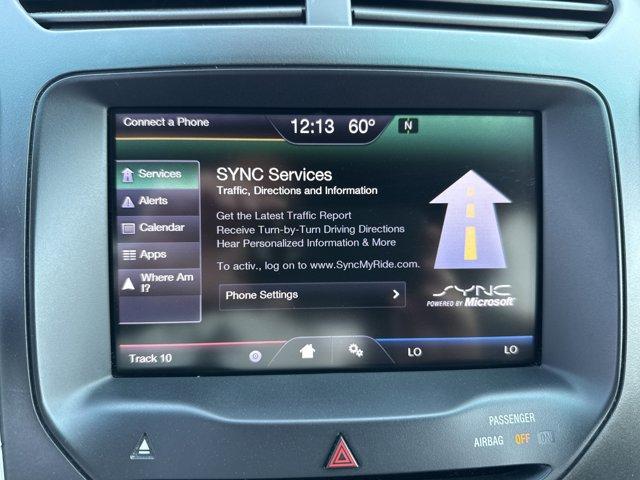 Connect a Phone
12:13 60° N
Services
Alerts
Calendar
Apps
Where Am
I?
SYNC Services
Traffic, Directions and Information
Get the Latest Traffic Report
Receive Turn-by-Turn Driving Directions
Hear Personalized Information & More
To activ., log on to www.SyncMyRide.com.
Phone Settings
SYNC
POWERED BY Microsoft
Track 10
LO
LO
PASSENGER
AIRBAG OFF ON